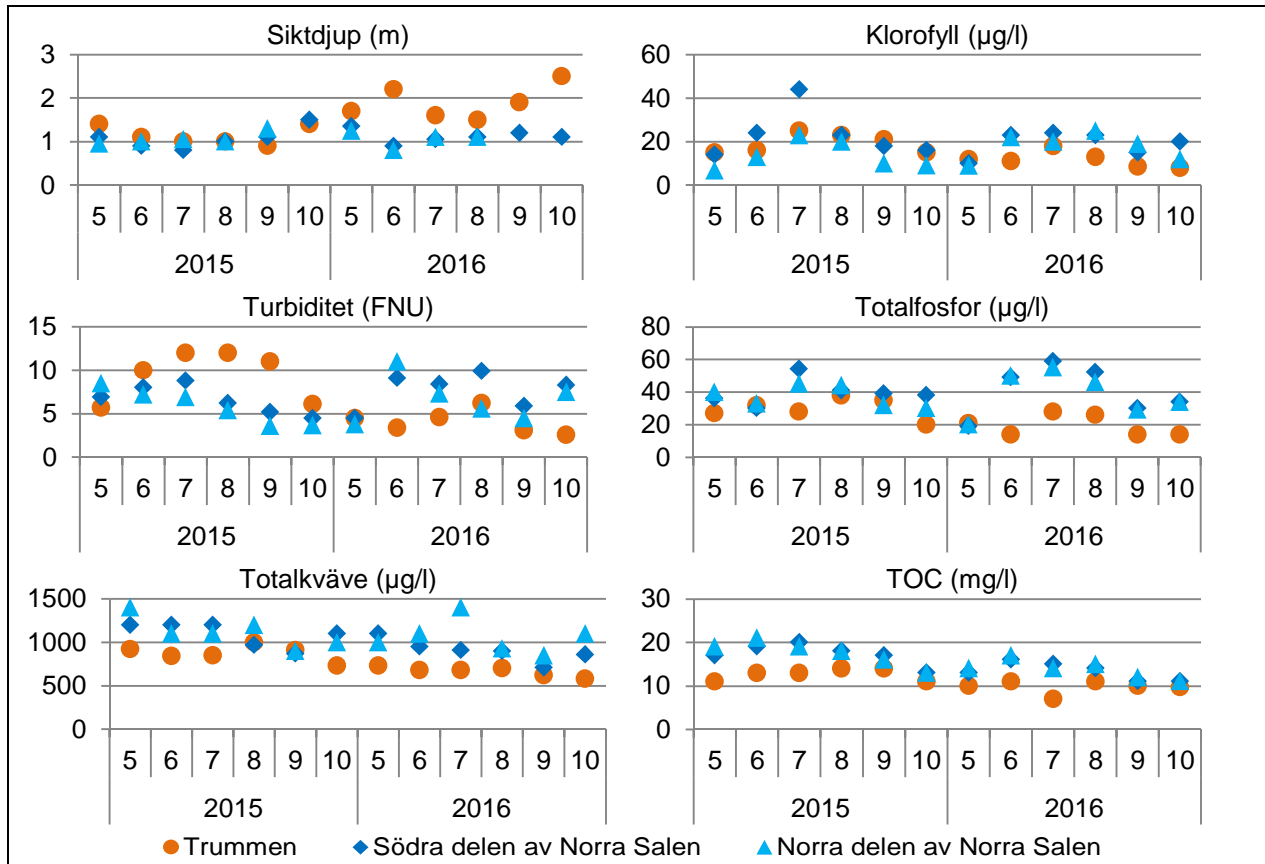 Siktdjup (m)
3
2
1
0
5 6 7 8 9 10 5 6 7 8 9 10
2015 2016
Klorofyll (µg/l)
60
40
20
0
5 6 7 8 9 10 5 6 7 8 9 10
2015 2016
Turbiditet (FNU)
15
10
5
0
5 6 7 8 9 10 5 6 7 8 9 10
2015 2016
Totalfosfor (µg/l)
80
60
40
20
0
5 6 7 8 9 10 5 6 7 8 9 10
2015 2016
Totalkväve (µg/l)
1500
1000
500
0
5 6 7 8 9 10 5 6 7 8 9 10
2015 2016
TOC (mg/l)
30
20
10
0
5 6 7 8 9 10 5 6 7 8 9 10
2015 2016
Trummen Södra delen av Norra Salen Norra delen av Norra Salen